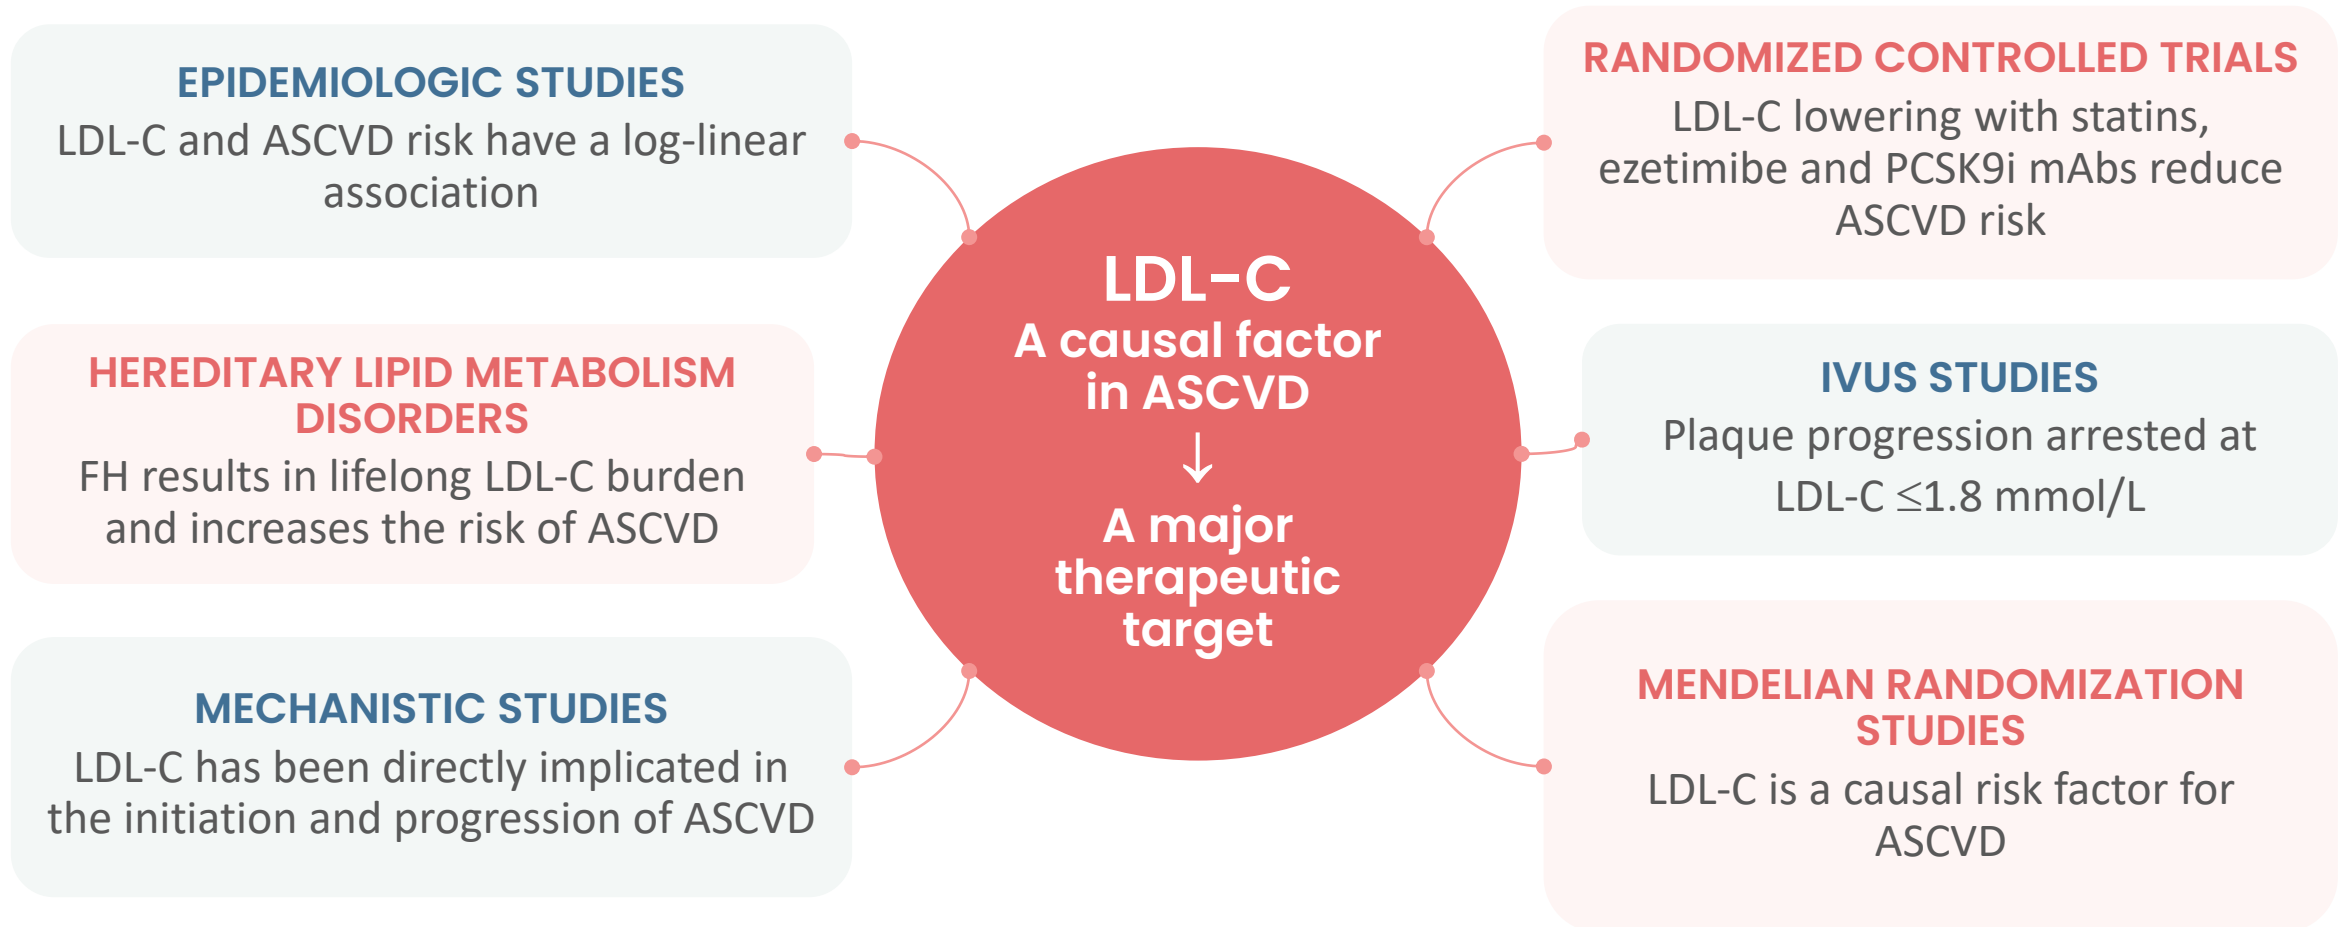 EPIDEMIOLOGIC STUDIES
LDL-C and ASCVD risk have a log-linear
association
HEREDITARY LIPID METABOLISM
DISORDERS
FH results in lifelong LDL-C burden
and increases the risk of ASCVD
MECHANISTIC STUDIES
LDL-C has been directly implicated in
the initiation and progression of ASCVD
LDL-C
A causal factor
in ASCVD
↓
A major
therapeutic
target
RANDOMIZED CONTROLLED TRIALS
LDL-C lowering with statins,
ezetimibe and PCSK9i mAbs reduce
ASCVD risk
IVUS STUDIES
Plaque progression arrested at
LDL-C ≤1.8 mmol/L
MENDELIAN RANDOMIZATION
STUDIES
LDL-C is a causal risk factor for
ASCVD